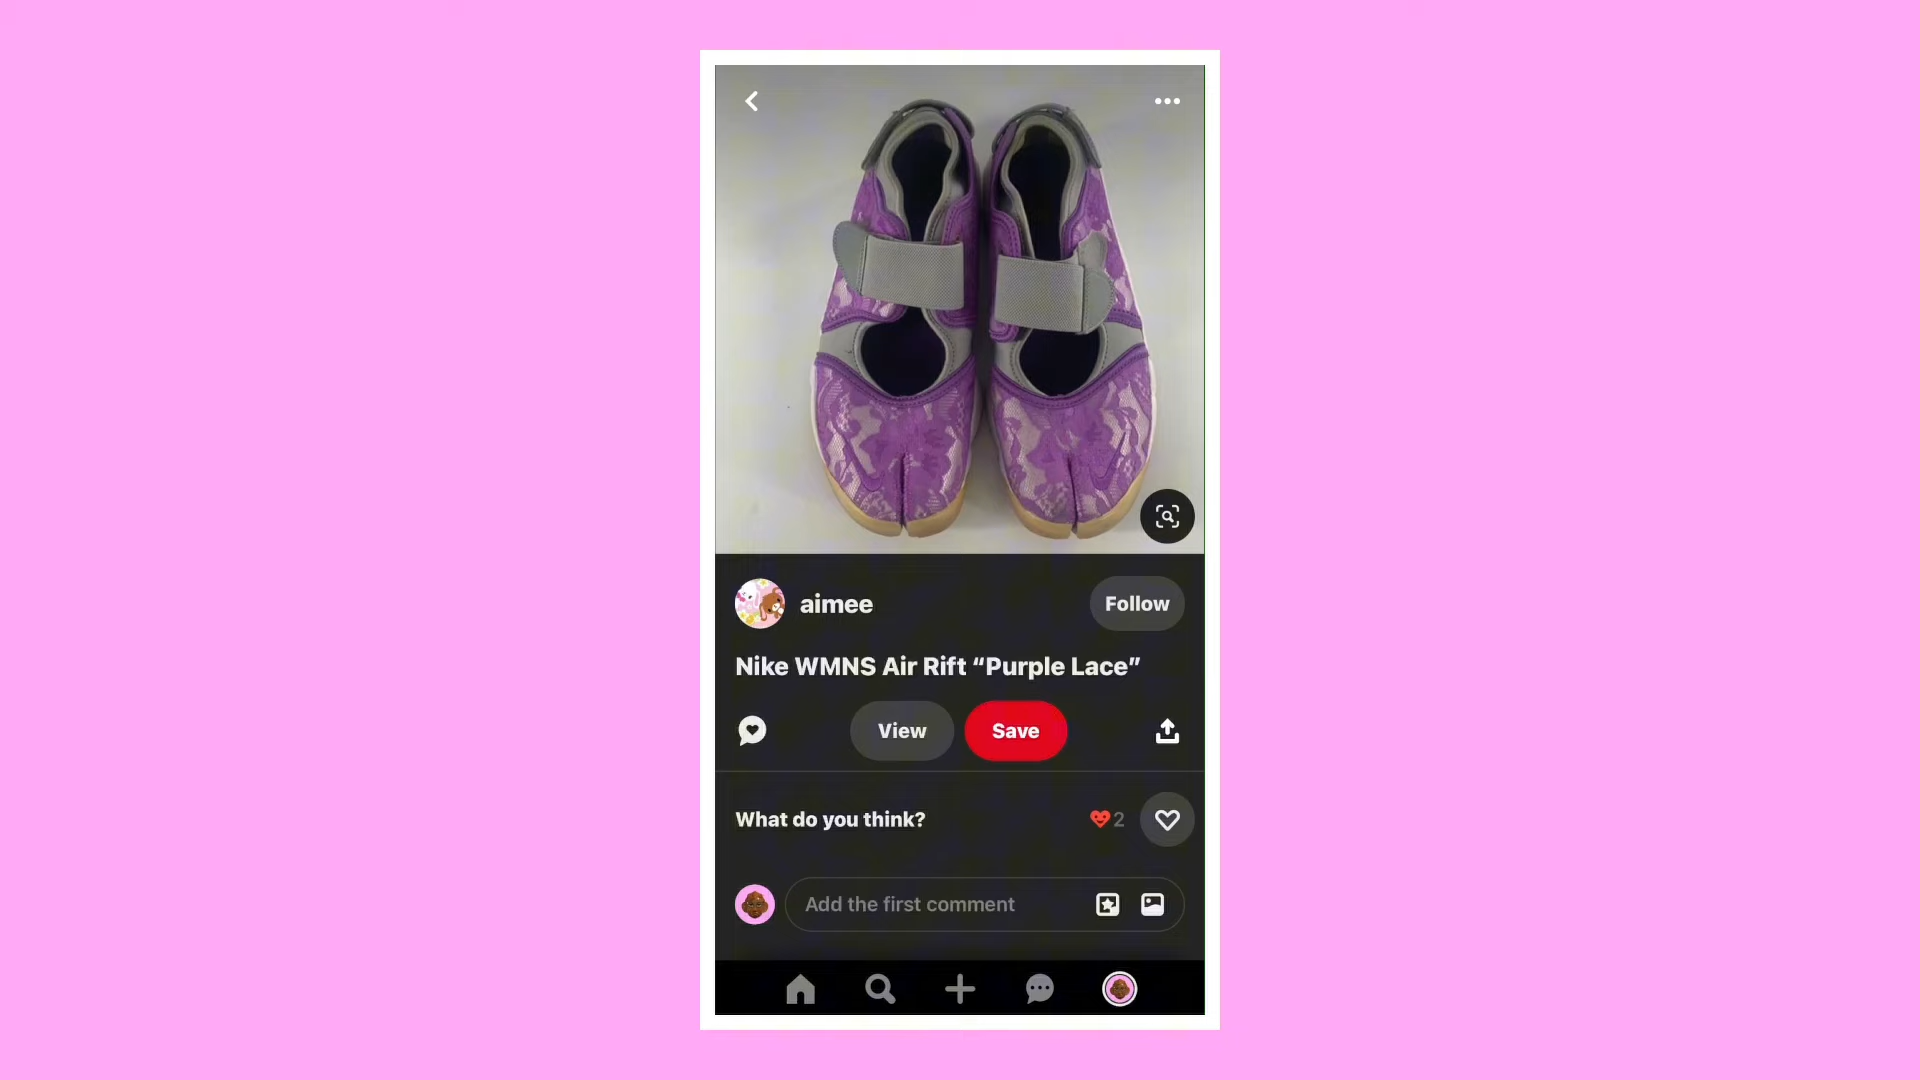 aimee
Follow
Nike WMNS Air Rift “Purple Lace”
View
Save
What do you think?
2
Add the first comment